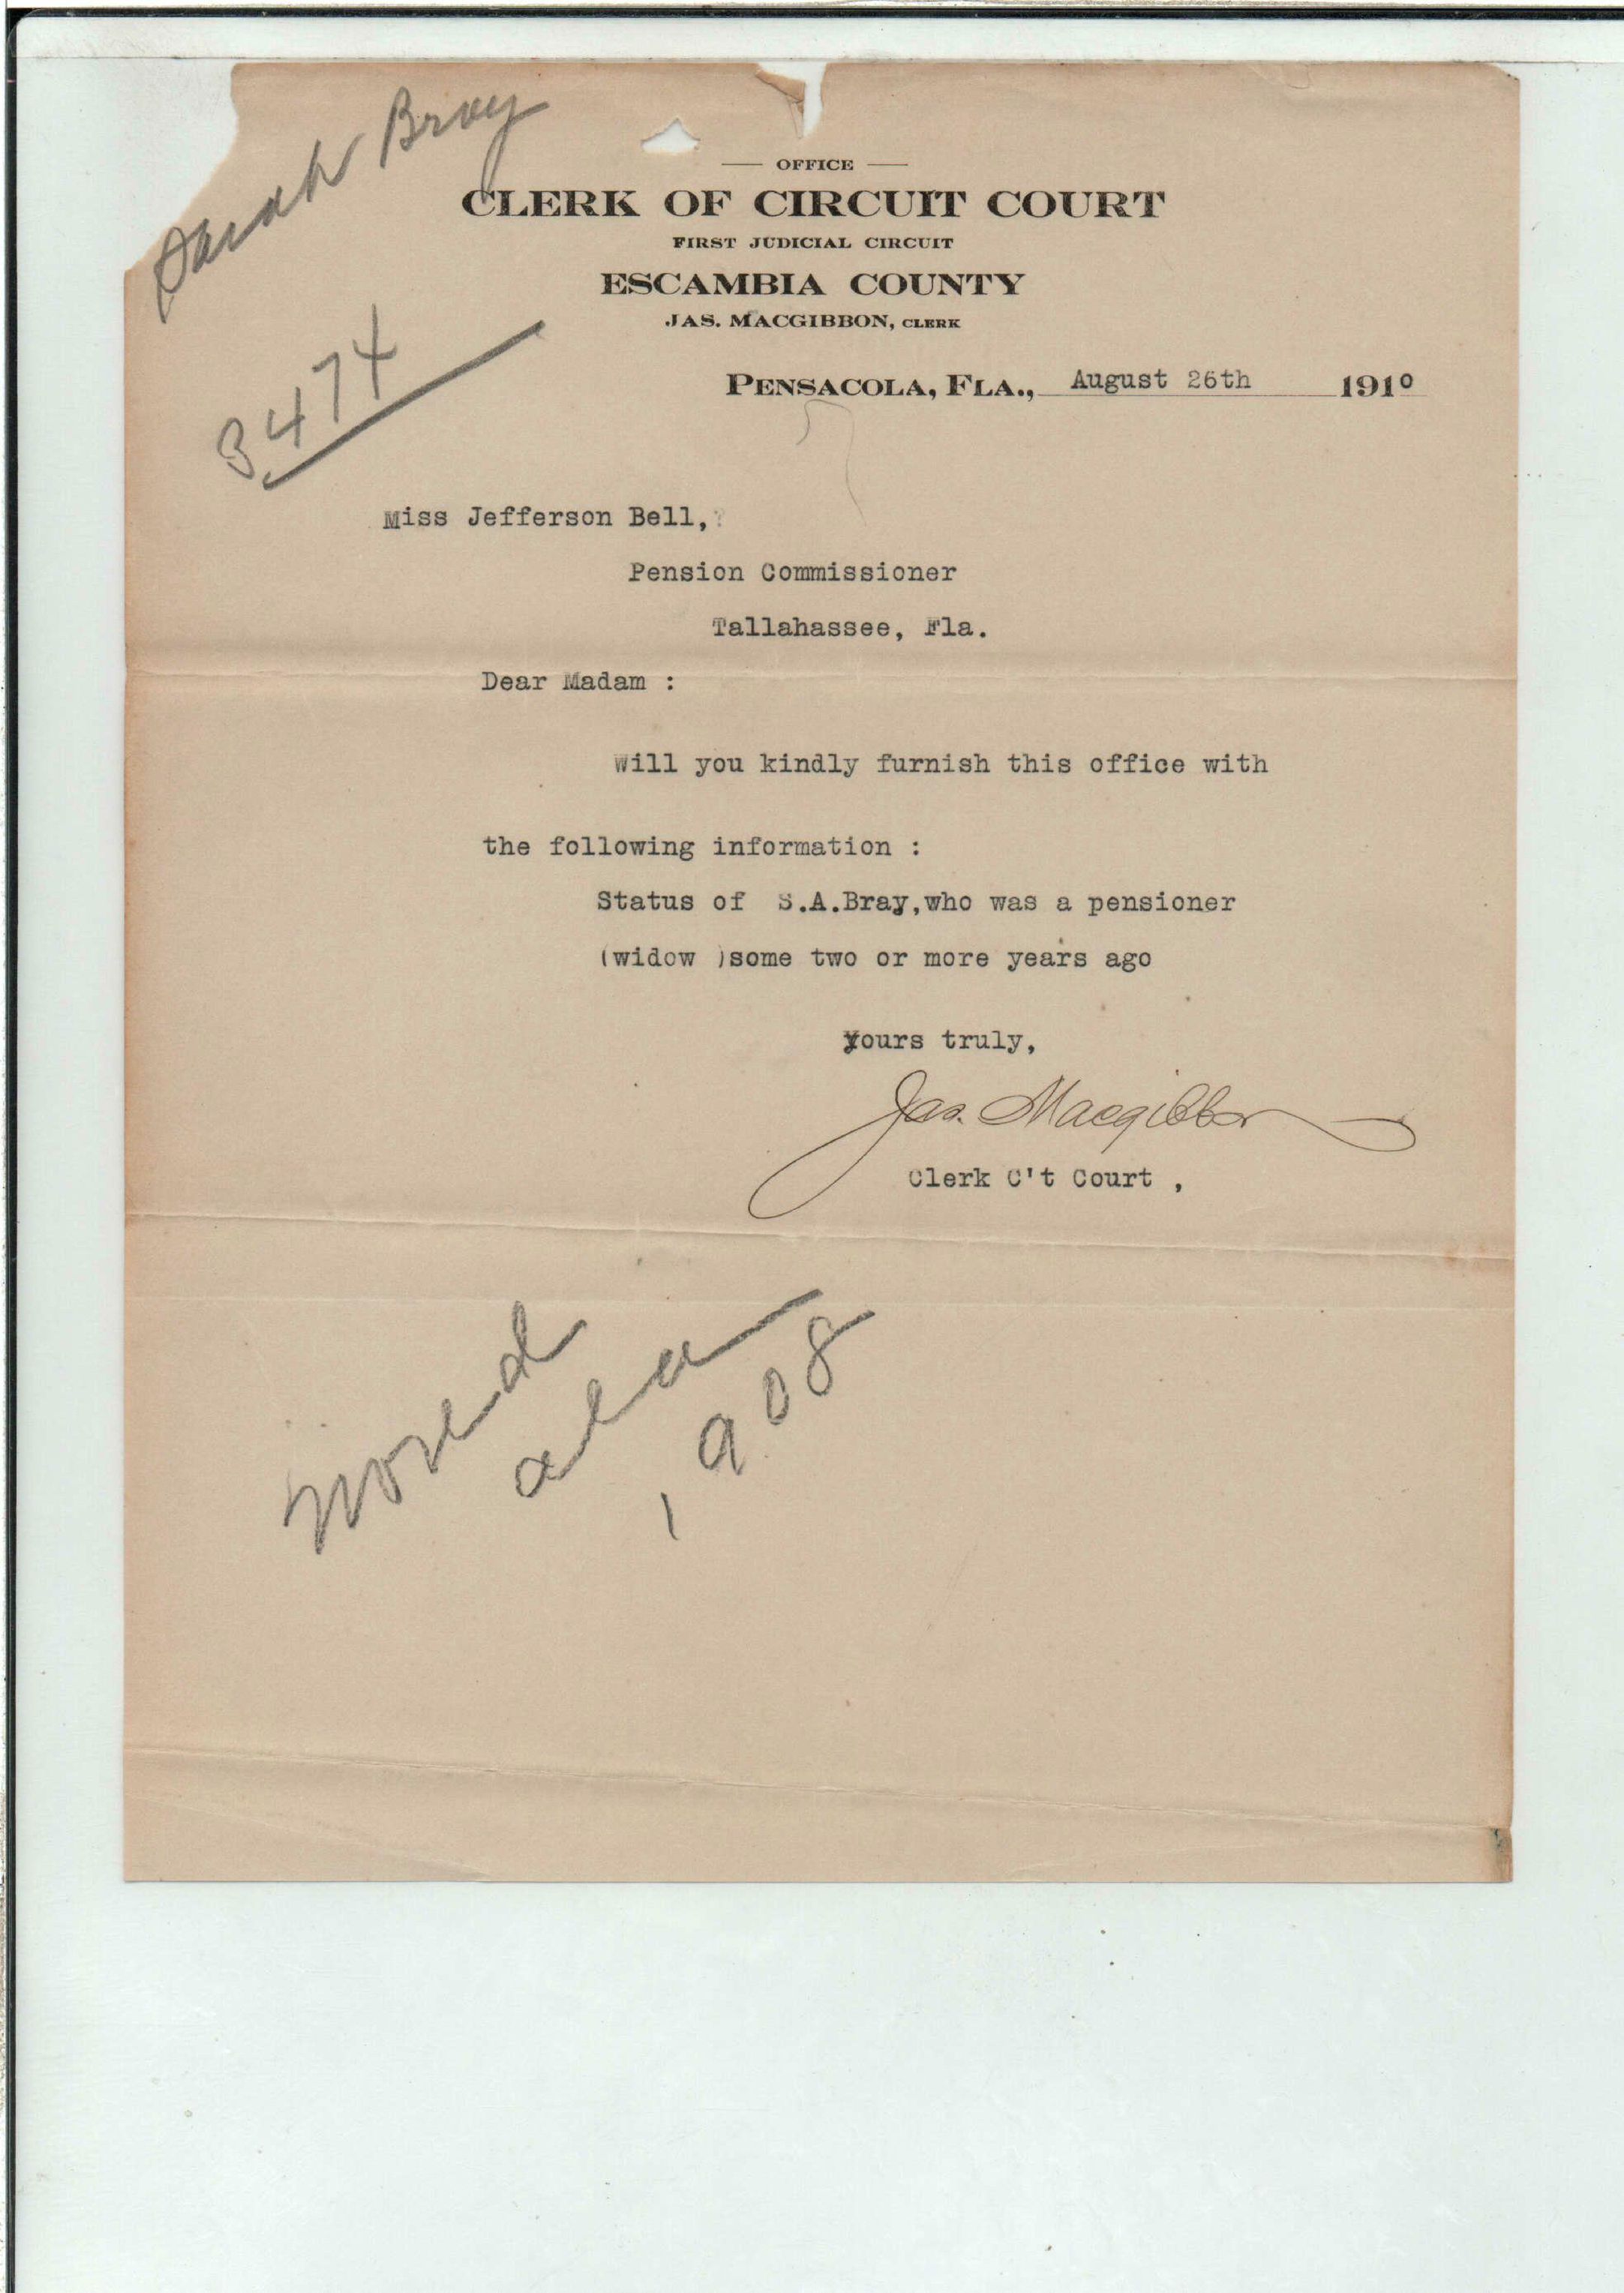 Sarah Bray
OFFICE
CLERK OF CIRCUIT COURT
FIRST JUDICIAL CIRCUIT
ESCAMBIA COUNTY
JAS. MACGIBBON, CLERK
3474
PENSACOLA, FLA., August 26th 1910
Miss Jefferson Bell,
Pension Commissioner
Tallahassee, Fla.
Dear Madam :
Will you kindly furnish this office with
the following information :
Status of S.A.Bray,who was a pensioner
(widow )some two or more years ago
Yours truly,
Jas. Macgibbon
Clerk C't Court ,
moved
ala
1908